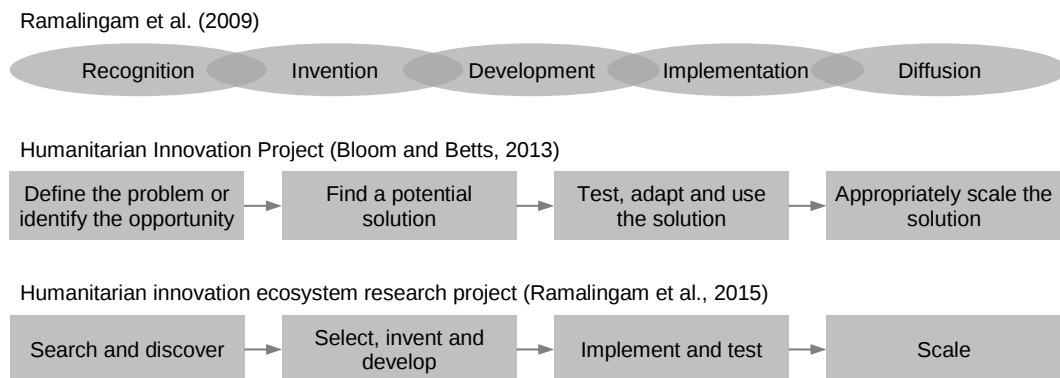 Ramalingam et al. (2009)
Recognition
Invention
Development
Implementation
Diffusion
Humanitarian Innovation Project (Bloom and Betts, 2013)
Define the problem or
identify the opportunity
Find a potential
solution
Test, adapt and use
the solution
Appropriately scale the
solution
Humanitarian innovation ecosystem research project (Ramalingam et al., 2015)
Search and discover
Select, invent and
develop
Implement and test
Scale